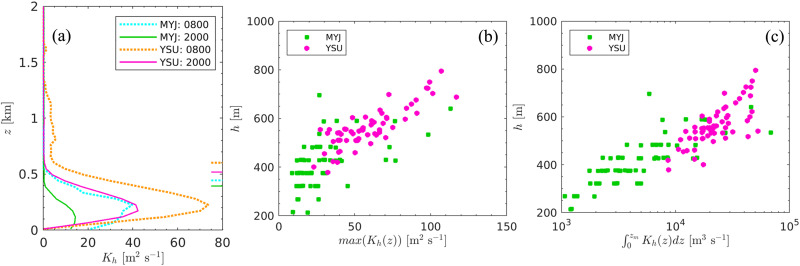 (a)
MYJ: 0800
MYJ: 2000
YSU: 0800
YSU: 2000
z [km]
2
1.5
1
0.5
0
0 20 40 60 80
K_h [m² s⁻¹]
(b)
MYJ
YSU
h [m]
1000
800
600
400
200
0 50 100 150
max(K_h(z)) [m² s⁻¹]
(c)
MYJ
YSU
h [m]
1000
800
600
400
200
10³ 10⁴ 10⁵
∫₀^{z_m} K_h(z)dz [m³ s⁻¹]